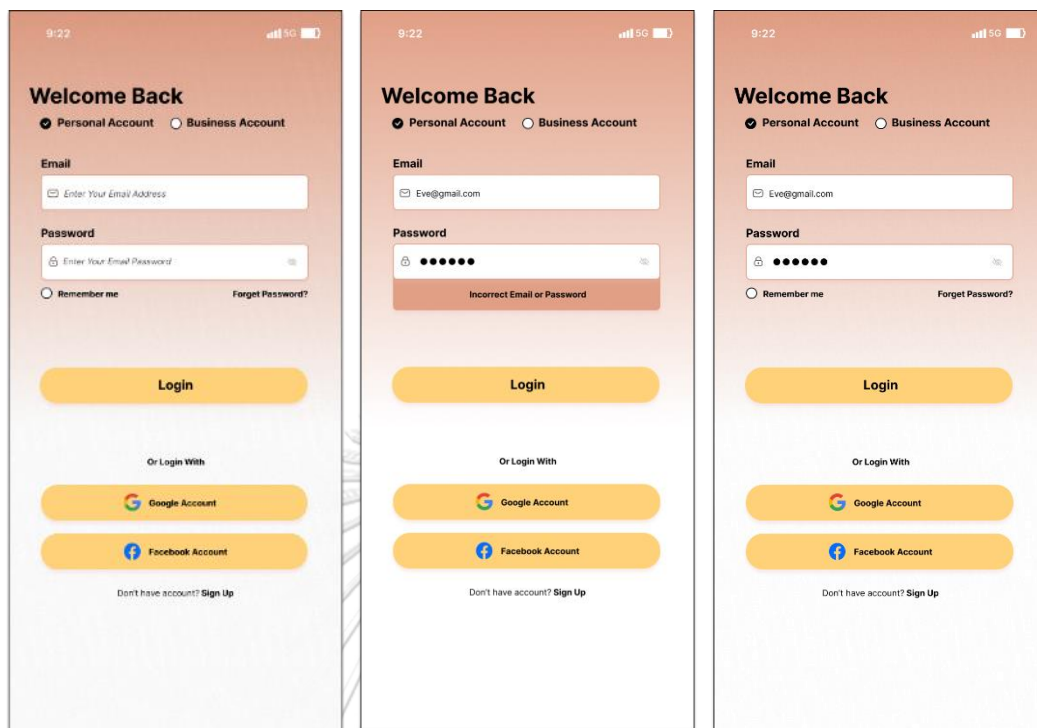 9:22
5G
Welcome Back
Personal Account
Business Account
Email
Enter Your Email Address
Password
Enter Your Email Password
Remember me
Forget Password?
Login
Or Login With
Google Account
Facebook Account
Don't have account? Sign Up
9:22
5G
Welcome Back
Personal Account
Business Account
Email
Eve@gmail.com
Password
Incorrect Email or Password
Login
Or Login With
Google Account
Facebook Account
Don't have account? Sign Up
9:22
5G
Welcome Back
Personal Account
Business Account
Email
Eve@gmail.com
Password
Remember me
Forget Password?
Login
Or Login With
Google Account
Facebook Account
Don't have account? Sign Up